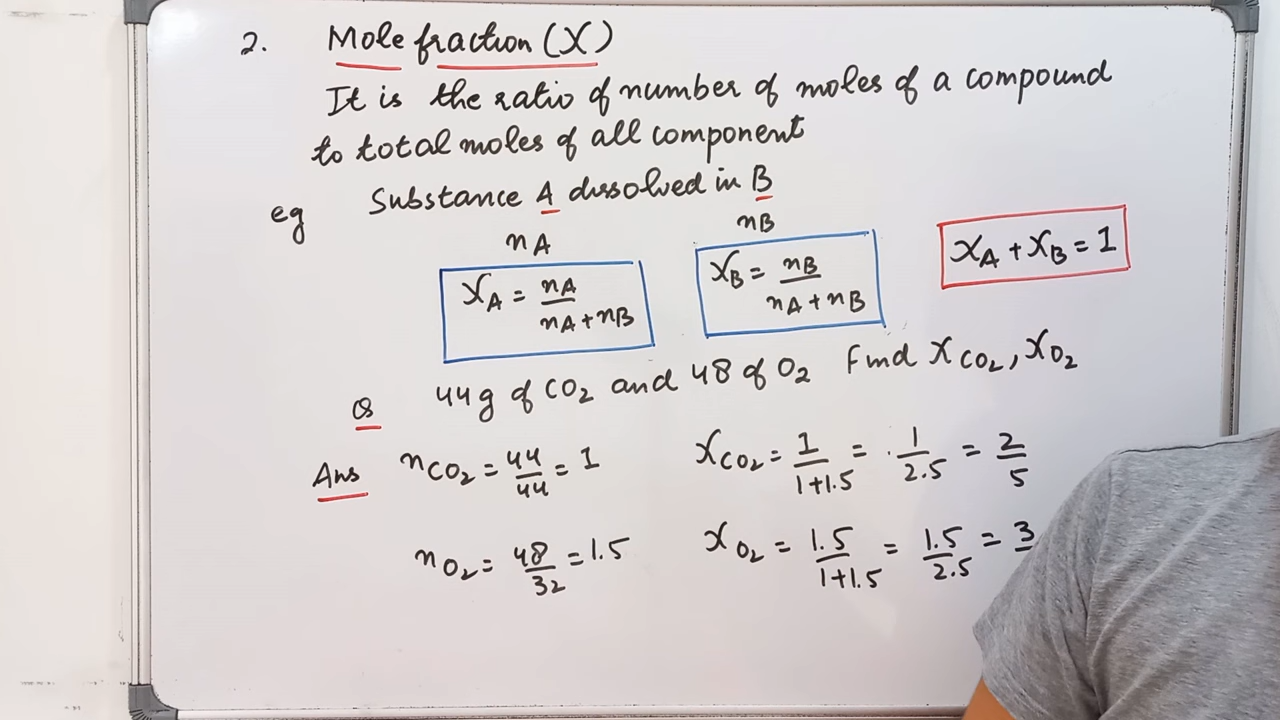 2. Mole fraction (X)
It is the ratio of number of moles of a compound
to total moles of all component
eg Substance A dissolved in B
nA nB
XA = nA / nA + nB XB = nB / nA + nB XA + XB = 1
Q 44g of CO2 and 48 of O2 Find XCO2, XO2
Ans nCO2 = 44/44 = 1 XCO2 = 1/1+1.5 = 1/2.5 = 2/5
nO2 = 48/32 = 1.5 XO2 = 1.5/1+1.5 = 1.5/2.5 = 3